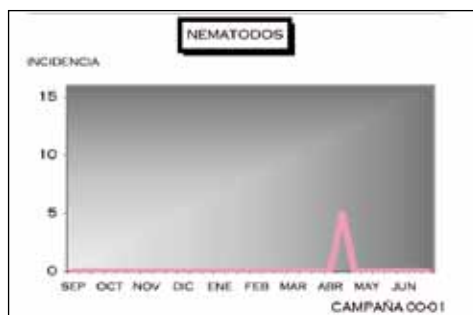 NEMATODOS
INCIDENCIA
15
10
5
0
SEP OCT NOV DIC ENE FEB MAR ABR MAY JUN
CAMPAÑA 00-01